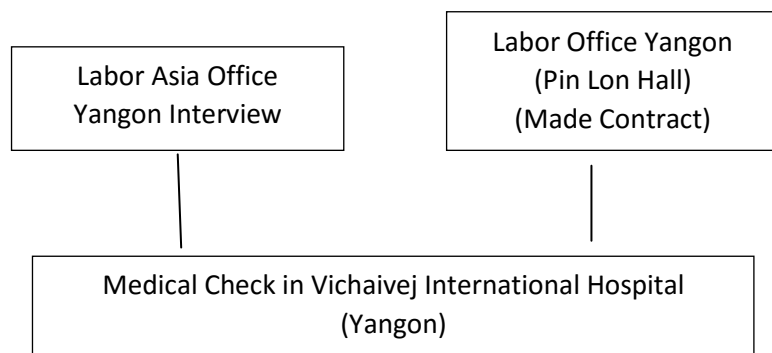 Labor Asia Office
Yangon Interview
Labor Office Yangon
(Pin Lon Hall)
(Made Contract)
Medical Check in Vichaivej International Hospital
(Yangon)